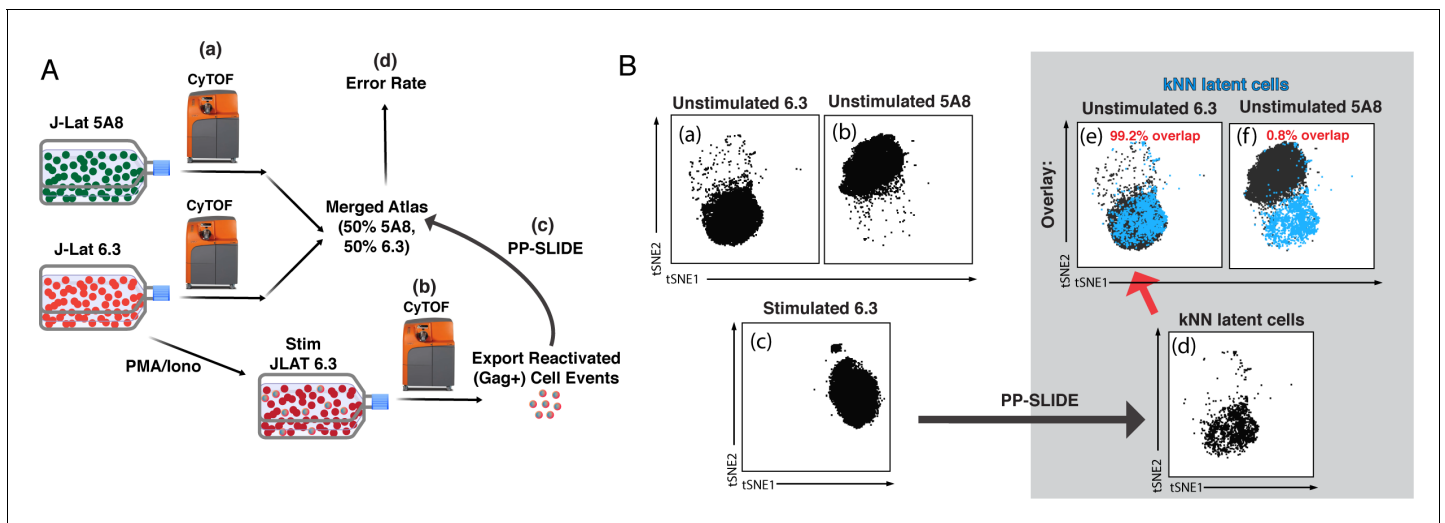 A
(a)
CyTOF
J-Lat 5A8
CyTOF
J-Lat 6.3
(d)
Error Rate
Merged Atlas
(50% 5A8,
50% 6.3)
(c)
PP-SLIDE
(b)
CyTOF
PMA/Iono
Stim
JLAT 6.3
Export Reactivated
(Gag+) Cell Events
B
Unstimulated 6.3
(a)
Unstimulated 5A8
(b)
tSNE2
tSNE1
Stimulated 6.3
(c)
tSNE2
tSNE1
PP-SLIDE
kNN latent cells
Unstimulated 6.3
Unstimulated 5A8
Overlay:
(e)
99.2% overlap
(f)
0.8% overlap
tSNE2
tSNE1
kNN latent cells
(d)
tSNE2
tSNE1